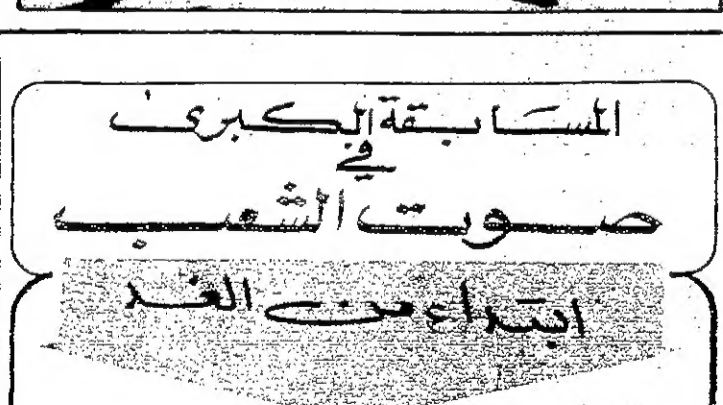 المسابقة الكبرى
في
صوت الشعب
ابتداء من الغد